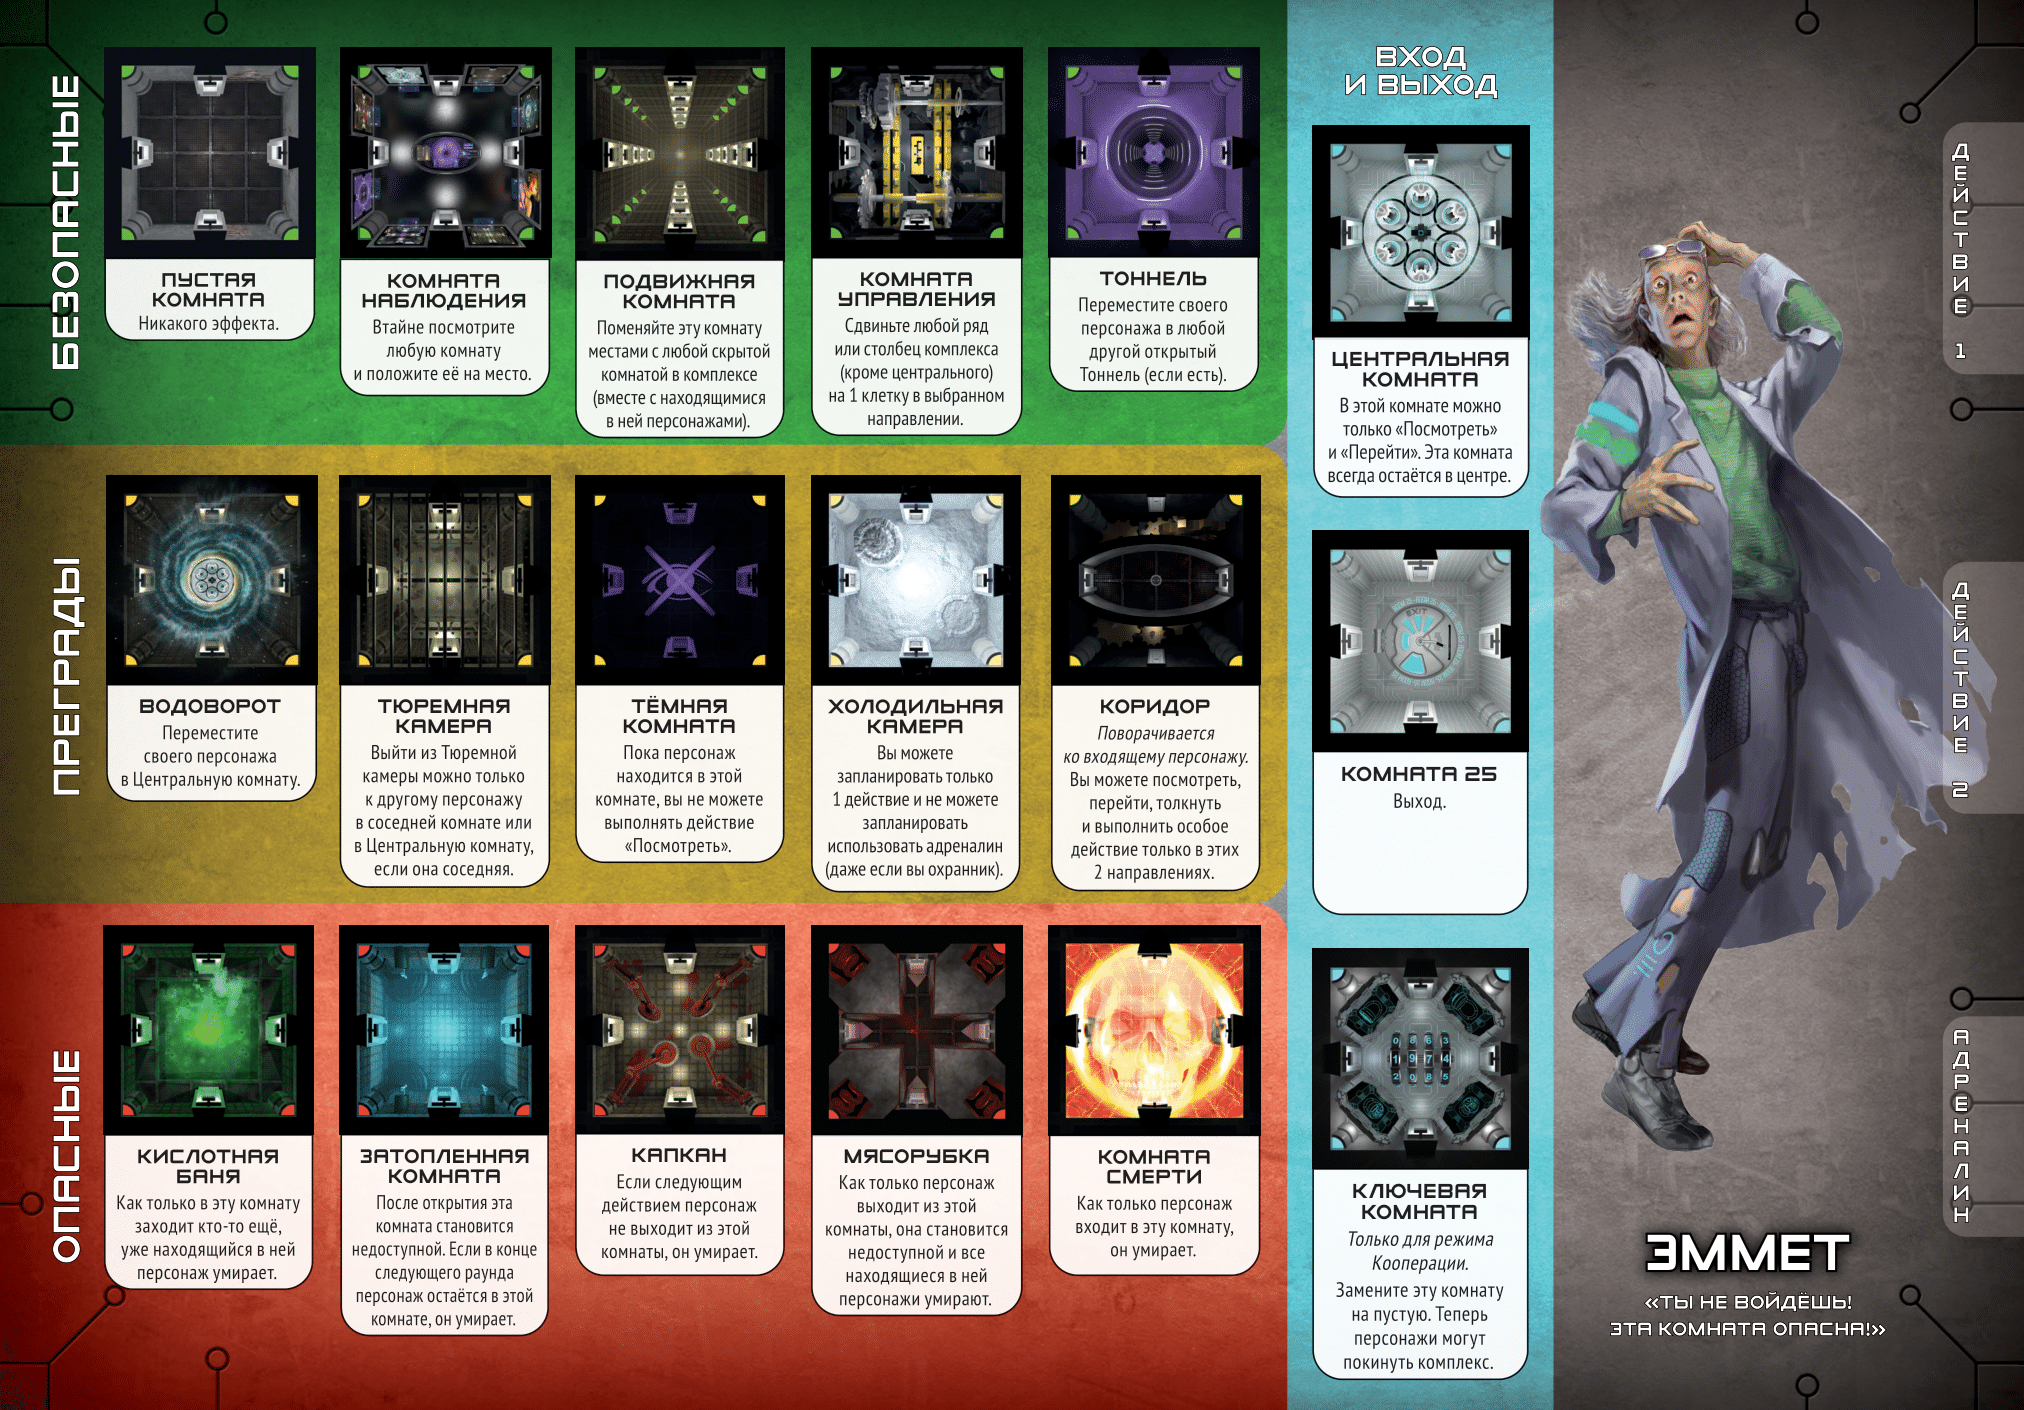 БЕЗОПАСНЫЕ
ПУСТАЯ
КОМНАТА
Никакого эффекта.
КОМНАТА
НАБЛЮДЕНИЯ
Втайне посмотрите
любую комнату
и положите её на место.
ПОДВИЖНАЯ
КОМНАТА
Поменяйте эту комнату
местами с любой скрытой
комнатой в комплексе
(вместе с находящимися
в ней персонажами).
КОМНАТА
УПРАВЛЕНИЯ
Сдвиньте любой ряд
или столбец комплекса
(кроме центрального)
на 1 клетку в выбранном
направлении.
ТОННЕЛЬ
Переместите своего
персонажа в любой
другой открытый
Тоннель (если есть).
ПРЕГРАДЫ
ВОДОВОРОТ
Переместите
своего персонажа
в Центральную комнату.
ТЮРЕМНАЯ
КАМЕРА
Выйти из Тюремной
камеры можно только
к другому персонажу
в соседней комнате или
в Центральную комнату,
если она соседняя.
ТЁМНАЯ
КОМНАТА
Пока персонаж
находится в этой
комнате, вы не можете
выполнять действие
«Посмотреть».
ХОЛОДИЛЬНАЯ
КАМЕРА
Вы можете
запланировать только
1 действие и не можете
запланировать
использовать адреналин
(даже если вы охранник).
КОРИДОР
Поворачивается
ко входящему персонажу.
Вы можете посмотреть,
перейти, толкнуть
и выполнить особое
действие только в этих
2 направлениях.
ОПАСНЫЕ
КИСЛОТНАЯ
БАНЯ
Как только в эту комнату
заходит кто-то ещё,
уже находящийся в ней
персонаж умирает.
ЗАТОПЛЕННАЯ
КОМНАТА
После открытия эта
комната становится
недоступной. Если в конце
следующего раунда
персонаж остаётся в этой
комнате, он умирает.
КАПКАН
Если следующим
действием персонаж
не выходит из этой
комнаты, он умирает.
МЯСОРУБКА
Как только персонаж
выходит из этой
комнаты, она становится
недоступной и все
находящиеся в ней
персонажи умирают.
КОМНАТА
СМЕРТИ
Как только персонаж
входит в эту комнату,
он умирает.
ВХОД
И ВЫХОД
ЦЕНТРАЛЬНАЯ
КОМНАТА
В этой комнате можно
только «Посмотреть»
и «Перейти». Эта комната
всегда остаётся в центре.
EXIT
КОМНАТА 25
Выход.
КЛЮЧЕВАЯ
КОМНАТА
Только для режима
Кооперации.
Замените эту комнату
на пустую. Теперь
персонажи могут
покинуть комплекс.
ДЕЙСТВИЕ 1
ДЕЙСТВИЕ 2
АДРЕНАЛИН
ЭММЕТ
«ТЫ НЕ ВОЙДЁШЬ!
ЭТА КОМНАТА ОПАСНА!»